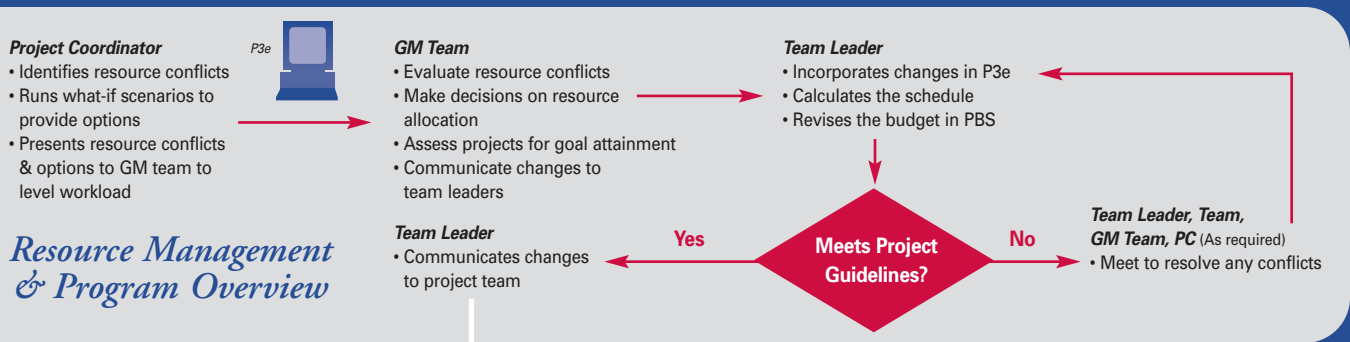 Project Coordinator
• Identifies resource conflicts
• Runs what-if scenarios to
provide options
• Presents resource conflicts
& options to GM team to
level workload
P3e
GM Team
• Evaluate resource conflicts
• Make decisions on resource
allocation
• Assess projects for goal attainment
• Communicate changes to
team leaders
Team Leader
• Incorporates changes in P3e
• Calculates the schedule
• Revises the budget in PBS
Meets Project
Guidelines?
Yes
No
Team Leader
• Communicates changes
to project team
Team Leader, Team,
GM Team, PC (As required)
• Meet to resolve any conflicts
Resource Management
& Program Overview